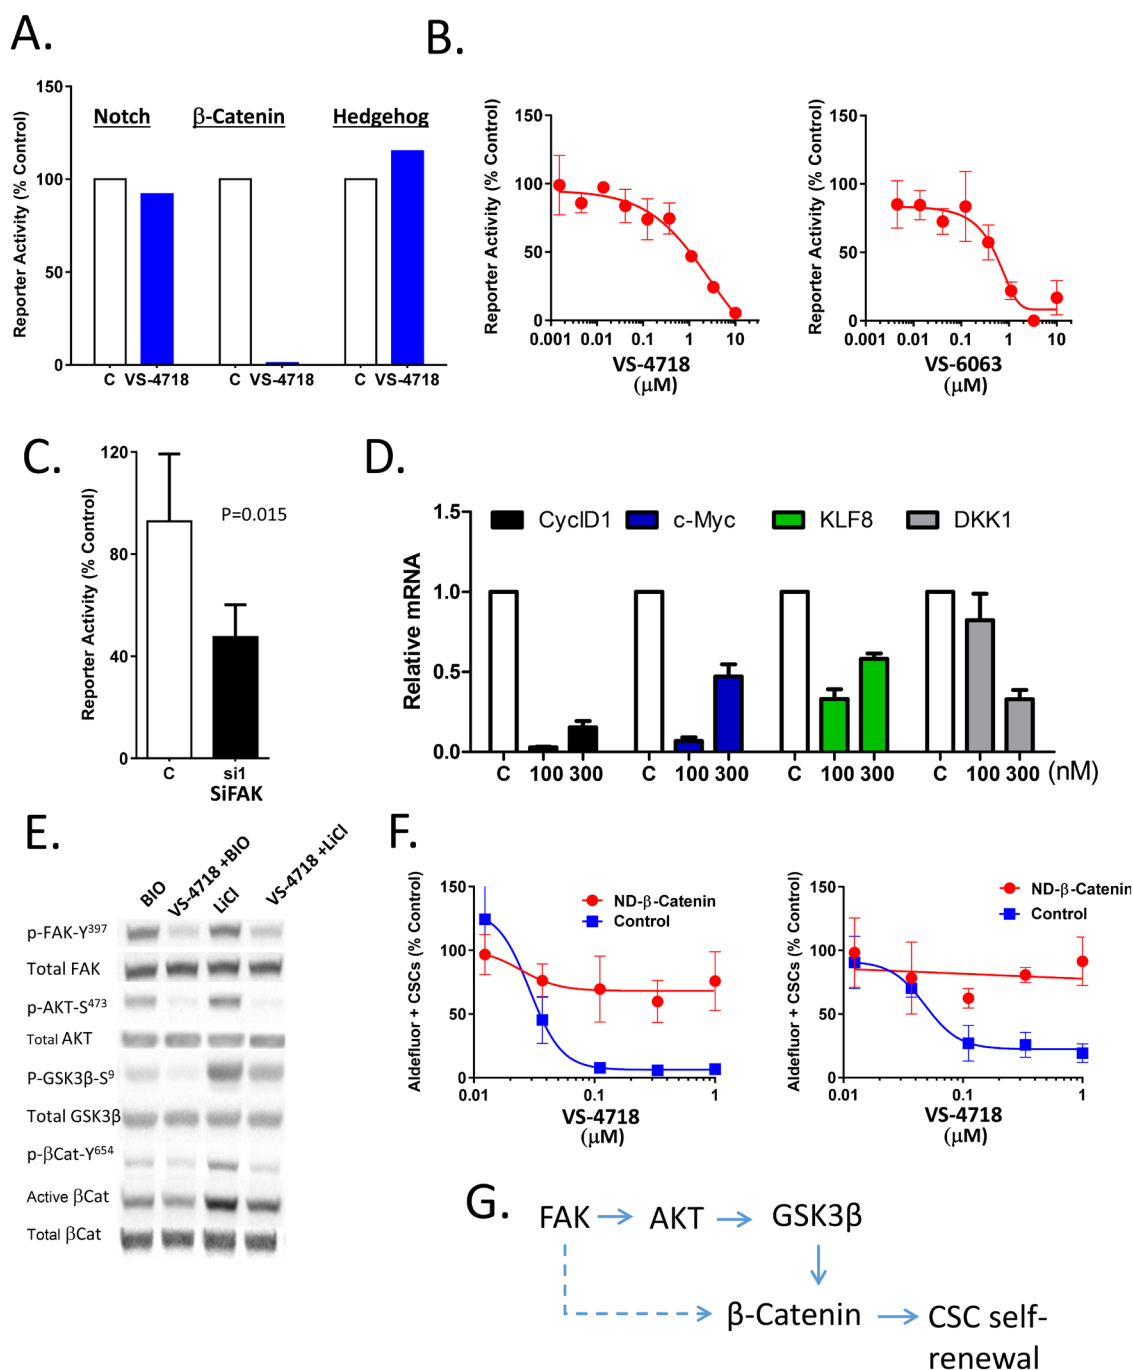 A.
150
100
50
0
Reporter Activity (% Control)
Notch
β-Catenin
Hedgehog
C VS-4718
C VS-4718
C VS-4718
B.
150
100
50
0
Reporter Activity (% Control)
0.001 0.01 0.1 1 10
VS-4718
(μM)
150
100
50
0
Reporter Activity (% Control)
0.001 0.01 0.1 1 10
VS-6063
(μM)
C.
120
80
40
0
Reporter Activity (% Control)
P=0.015
C
si1
SiFAK
D.
1.5
1.0
0.5
0.0
Relative mRNA
CyclD1 c-Myc KLF8 DKK1
C 100 300 C 100 300 C 100 300 C 100 300 (nM)
E.
BIO
VS-4718 +BIO
LiCl
VS-4718 +LiCl
p-FAK-Y³⁹⁷
Total FAK
p-AKT-S⁴⁷³
Total AKT
P-GSK3β-S⁹
Total GSK3β
p-βCat-Y⁶⁵⁴
Active βCat
Total βCat
F.
150
100
50
0
Aldefluor + CSCs (% Control)
ND-β-Catenin
Control
0.01 0.1 1
VS-4718
(μM)
150
100
50
0
Aldefluor + CSCs (% Control)
ND-β-Catenin
Control
0.01 0.1 1
VS-4718
(μM)
G.
FAK AKT GSK3β
β-Catenin CSC self-
renewal